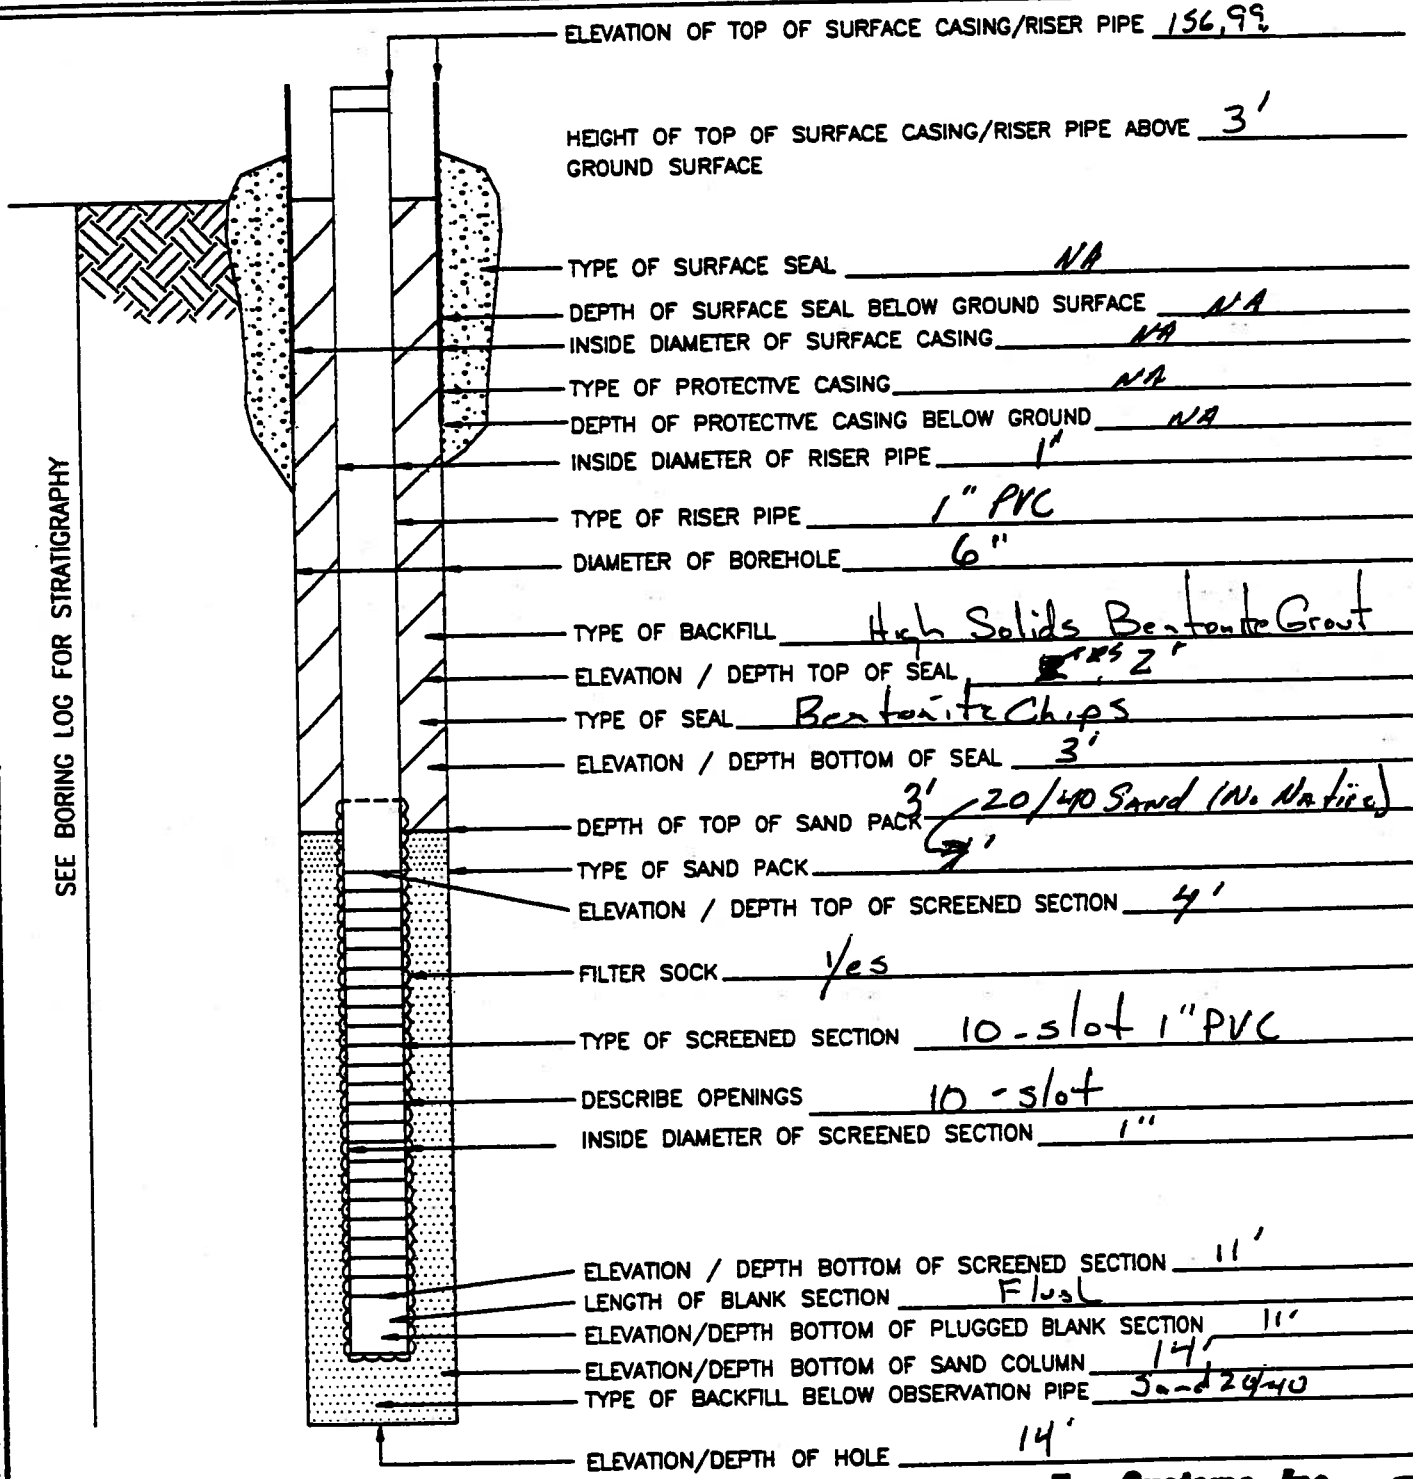 ELEVATION OF TOP OF SURFACE CASING/RISER PIPE 156.99
HEIGHT OF TOP OF SURFACE CASING/RISER PIPE ABOVE 3'
GROUND SURFACE
TYPE OF SURFACE SEAL NA
DEPTH OF SURFACE SEAL BELOW GROUND SURFACE NA
INSIDE DIAMETER OF SURFACE CASING NA
TYPE OF PROTECTIVE CASING NA
DEPTH OF PROTECTIVE CASING BELOW GROUND NA
INSIDE DIAMETER OF RISER PIPE 1"
TYPE OF RISER PIPE 1" PVC
DIAMETER OF BOREHOLE 6"
TYPE OF BACKFILL High Solids Bentonite Grout
ELEVATION / DEPTH TOP OF SEAL 2'
TYPE OF SEAL Bentonite Chips
ELEVATION / DEPTH BOTTOM OF SEAL 3'
DEPTH OF TOP OF SAND PACK 3' 20/40 Sand (No Native)
TYPE OF SAND PACK
ELEVATION / DEPTH TOP OF SCREENED SECTION 4'
FILTER SOCK Yes
TYPE OF SCREENED SECTION 10-slot 1" PVC
DESCRIBE OPENINGS 10-slot
INSIDE DIAMETER OF SCREENED SECTION 1"
ELEVATION / DEPTH BOTTOM OF SCREENED SECTION 11'
LENGTH OF BLANK SECTION Flush
ELEVATION/DEPTH BOTTOM OF PLUGGED BLANK SECTION 11'
ELEVATION/DEPTH BOTTOM OF SAND COLUMN 14'
TYPE OF BACKFILL BELOW OBSERVATION PIPE Sand 20/40
ELEVATION/DEPTH OF HOLE 14'
SEE BORING LOG FOR STRATIGRAPHY